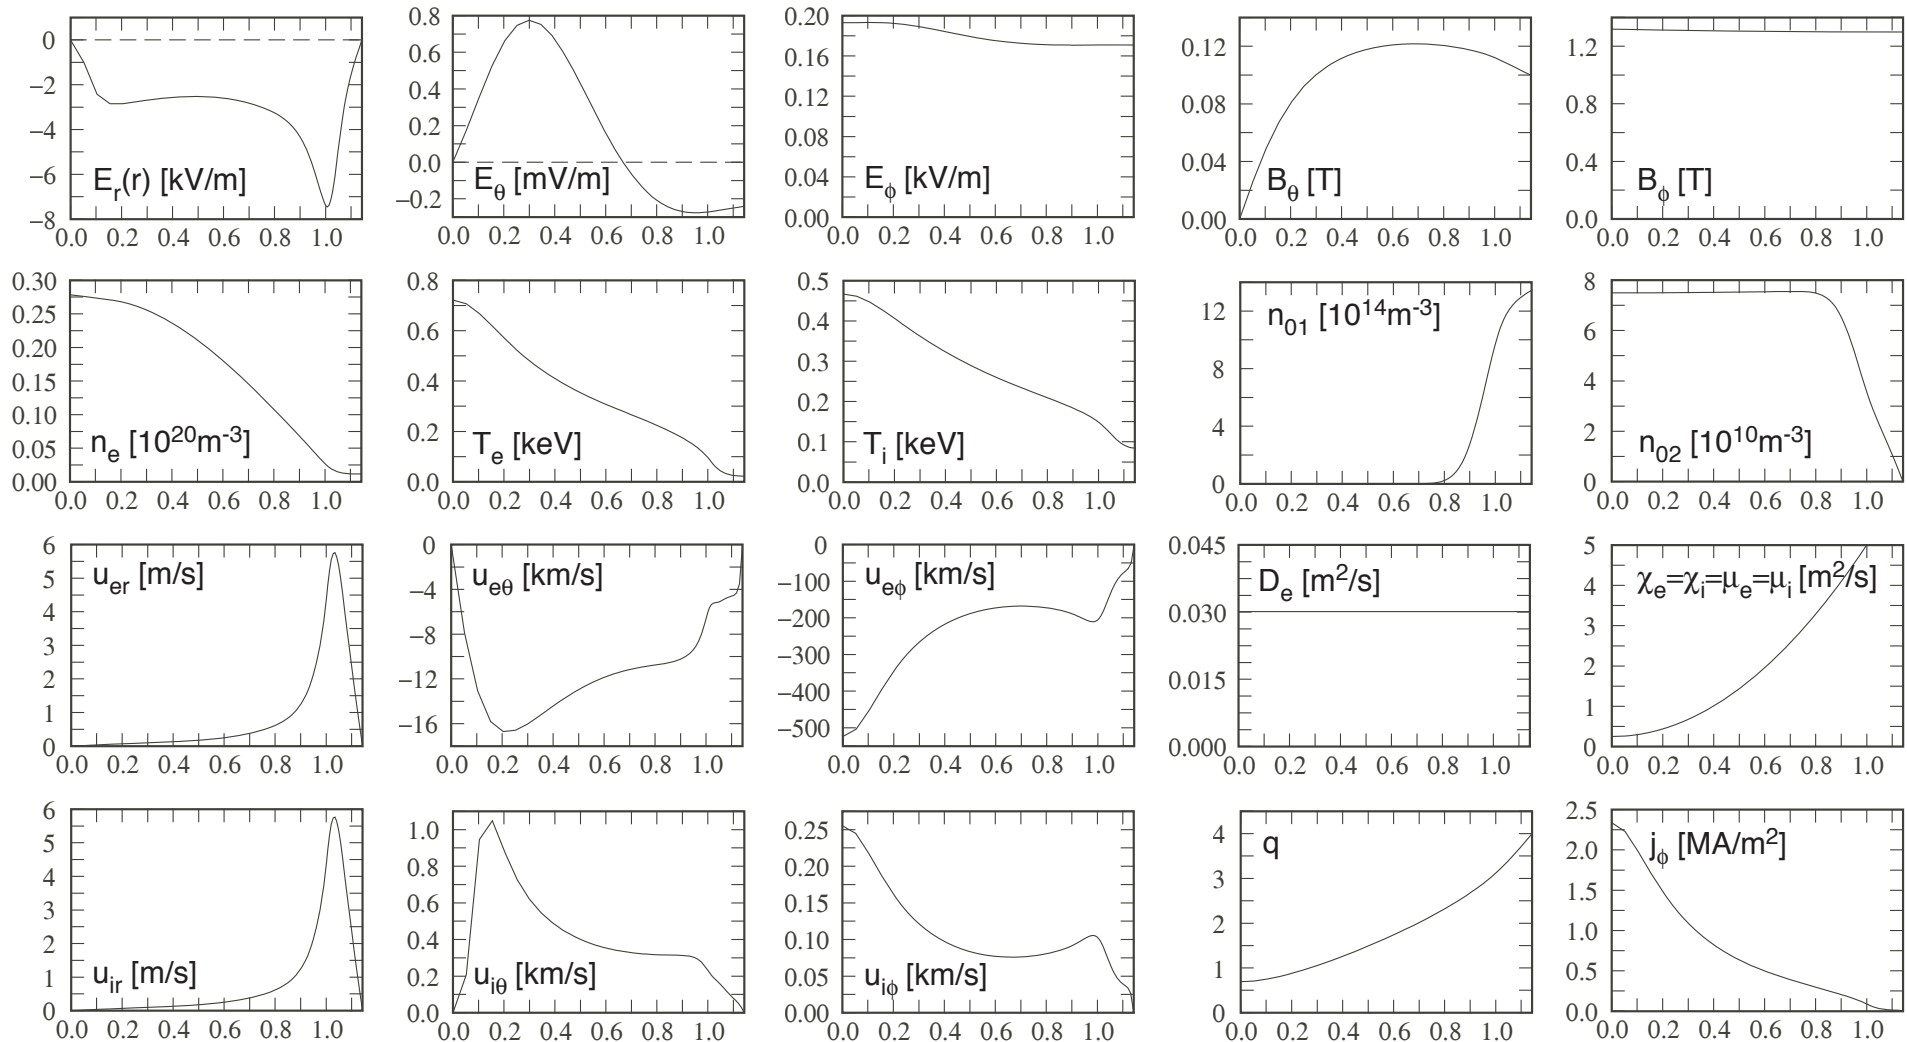 0
−2
−4
−6
−8
E_r(r) [kV/m]
0.0 0.2 0.4 0.6 0.8 1.0
0.8
0.6
0.4
0.2
0.0
−0.2
E_θ [mV/m]
0.0 0.2 0.4 0.6 0.8 1.0
0.20
0.16
0.12
0.08
0.04
0.00
E_ϕ [kV/m]
0.0 0.2 0.4 0.6 0.8 1.0
0.12
0.08
0.04
0.00
B_θ [T]
0.0 0.2 0.4 0.6 0.8 1.0
1.2
0.8
0.4
0.0
B_ϕ [T]
0.0 0.2 0.4 0.6 0.8 1.0
0.30
0.25
0.20
0.15
0.10
0.05
0.00
n_e [10^20m^-3]
0.0 0.2 0.4 0.6 0.8 1.0
0.8
0.6
0.4
0.2
0.0
T_e [keV]
0.0 0.2 0.4 0.6 0.8 1.0
0.5
0.4
0.3
0.2
0.1
0.0
T_i [keV]
0.0 0.2 0.4 0.6 0.8 1.0
12
8
4
0
n_01 [10^14m^-3]
0.0 0.2 0.4 0.6 0.8 1.0
8
6
4
2
0
n_02 [10^10m^-3]
0.0 0.2 0.4 0.6 0.8 1.0
6
5
4
3
2
1
0
u_er [m/s]
0.0 0.2 0.4 0.6 0.8 1.0
0
−4
−8
−12
−16
u_eθ [km/s]
0.0 0.2 0.4 0.6 0.8 1.0
0
−100
−200
−300
−400
−500
u_eϕ [km/s]
0.0 0.2 0.4 0.6 0.8 1.0
0.045
0.030
0.015
0.000
D_e [m^2/s]
0.0 0.2 0.4 0.6 0.8 1.0
5
4
3
2
1
0
χ_e=χ_i=μ_e=μ_i [m^2/s]
0.0 0.2 0.4 0.6 0.8 1.0
6
5
4
3
2
1
0
u_ir [m/s]
0.0 0.2 0.4 0.6 0.8 1.0
1.0
0.8
0.6
0.4
0.2
0.0
u_iθ [km/s]
0.0 0.2 0.4 0.6 0.8 1.0
0.25
0.20
0.15
0.10
0.05
0.00
u_iϕ [km/s]
0.0 0.2 0.4 0.6 0.8 1.0
4
3
2
1
0
q
0.0 0.2 0.4 0.6 0.8 1.0
2.5
2.0
1.5
1.0
0.5
0.0
j_ϕ [MA/m^2]
0.0 0.2 0.4 0.6 0.8 1.0